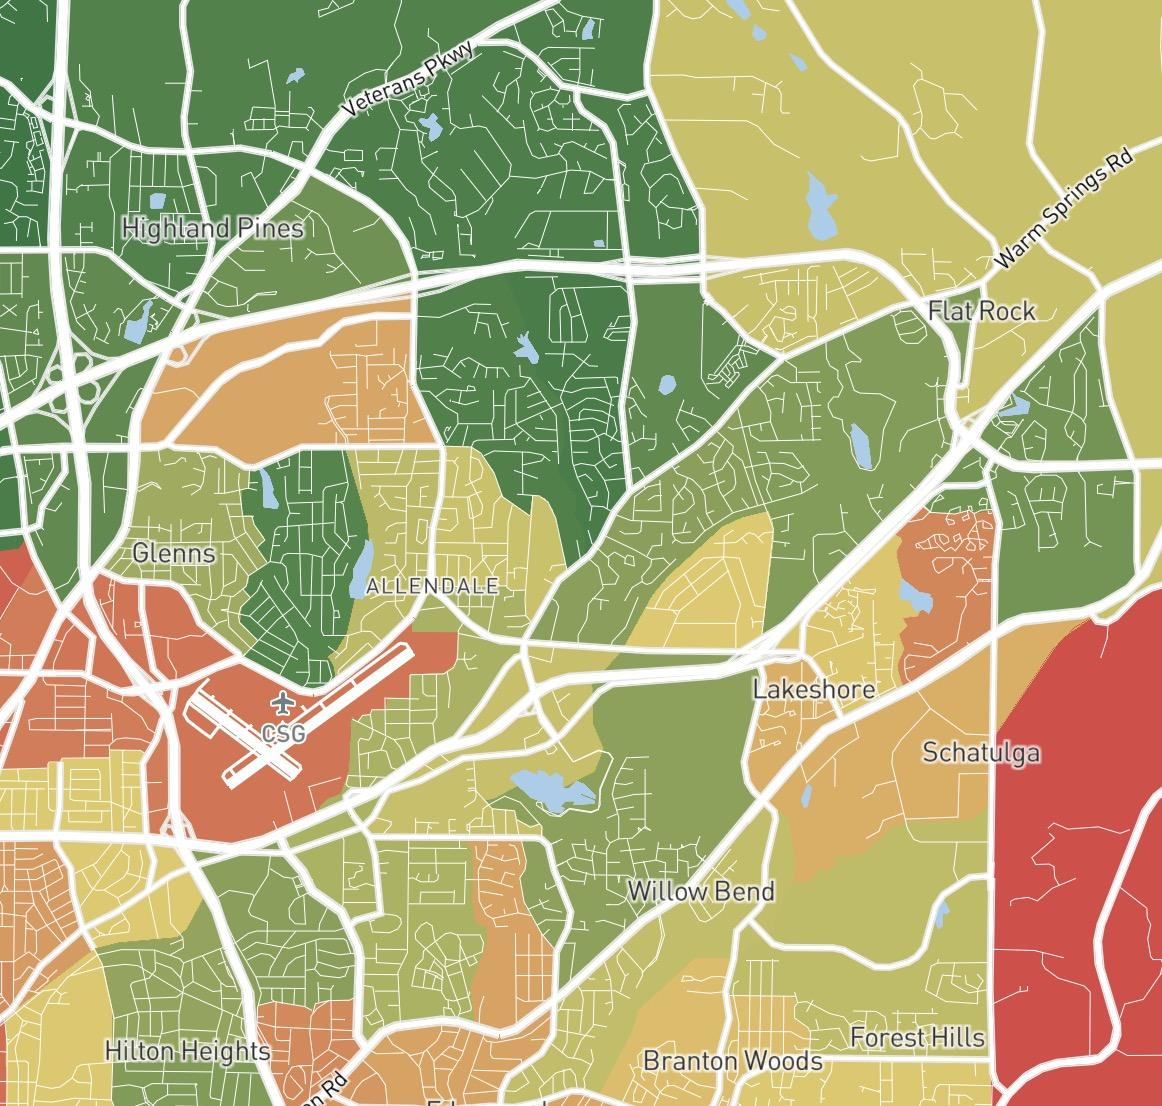 Veterans Pkwy
Warm Springs Rd
Highland Pines
Flat Rock
Glenns
ALLENDALE
Lakeshore
CSG
Schatulga
Willow Bend
Forest Hills
Hilton Heights
Branton Woods
Rd